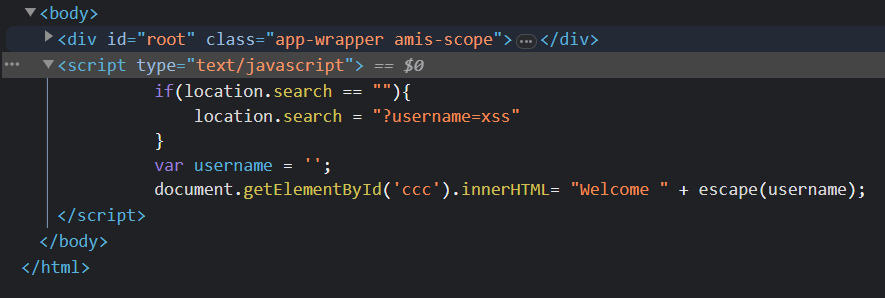 ▼<body>
▶<div id="root" class="app-wrapper amis-scope">…</div>
…▼<script type="text/javascript"> == $0
if(location.search == ""){
location.search = "?username=xss"
}
var username = '';
document.getElementById('ccc').innerHTML= "Welcome " + escape(username);
</script>
</body>
</html>